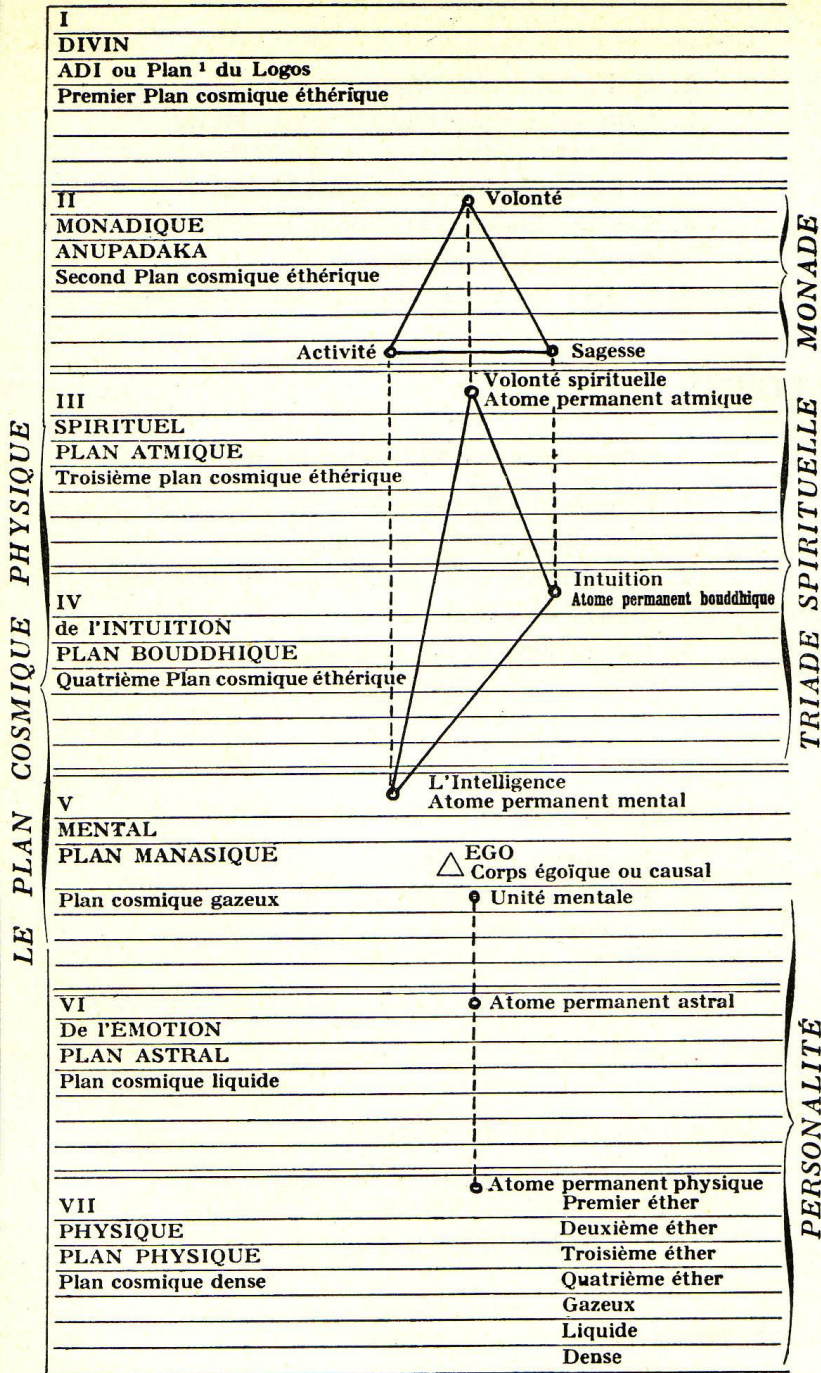 I
DIVIN
ADI ou Plan ¹ du Logos
Premier Plan cosmique éthérique
II
Volonté
MONADIQUE
ANUPADAKA
Second Plan cosmique éthérique
Activité
Sagesse
MONADE
Volonté spirituelle
III
Atome permanent atmique
SPIRITUEL
PLAN ATMIQUE
Troisième plan cosmique éthérique
Intuition
IV
Atome permanent bouddhique
de l'INTUITION
PLAN BOUDDHIQUE
Quatrième Plan cosmique éthérique
TRIADE SPIRITUELLE
L'Intelligence
V
Atome permanent mental
MENTAL
PLAN MANASIQUE
EGO
Corps égoïque ou causal
Plan cosmique gazeux
Unité mentale
VI
Atome permanent astral
De l'ÉMOTION
PLAN ASTRAL
Plan cosmique liquide
Atome permanent physique
VII
Premier éther
PHYSIQUE
Deuxième éther
PLAN PHYSIQUE
Troisième éther
Plan cosmique dense
Quatrième éther
Gazeux
Liquide
Dense
PERSONALITÉ
LE PLAN COSMIQUE PHYSIQUE